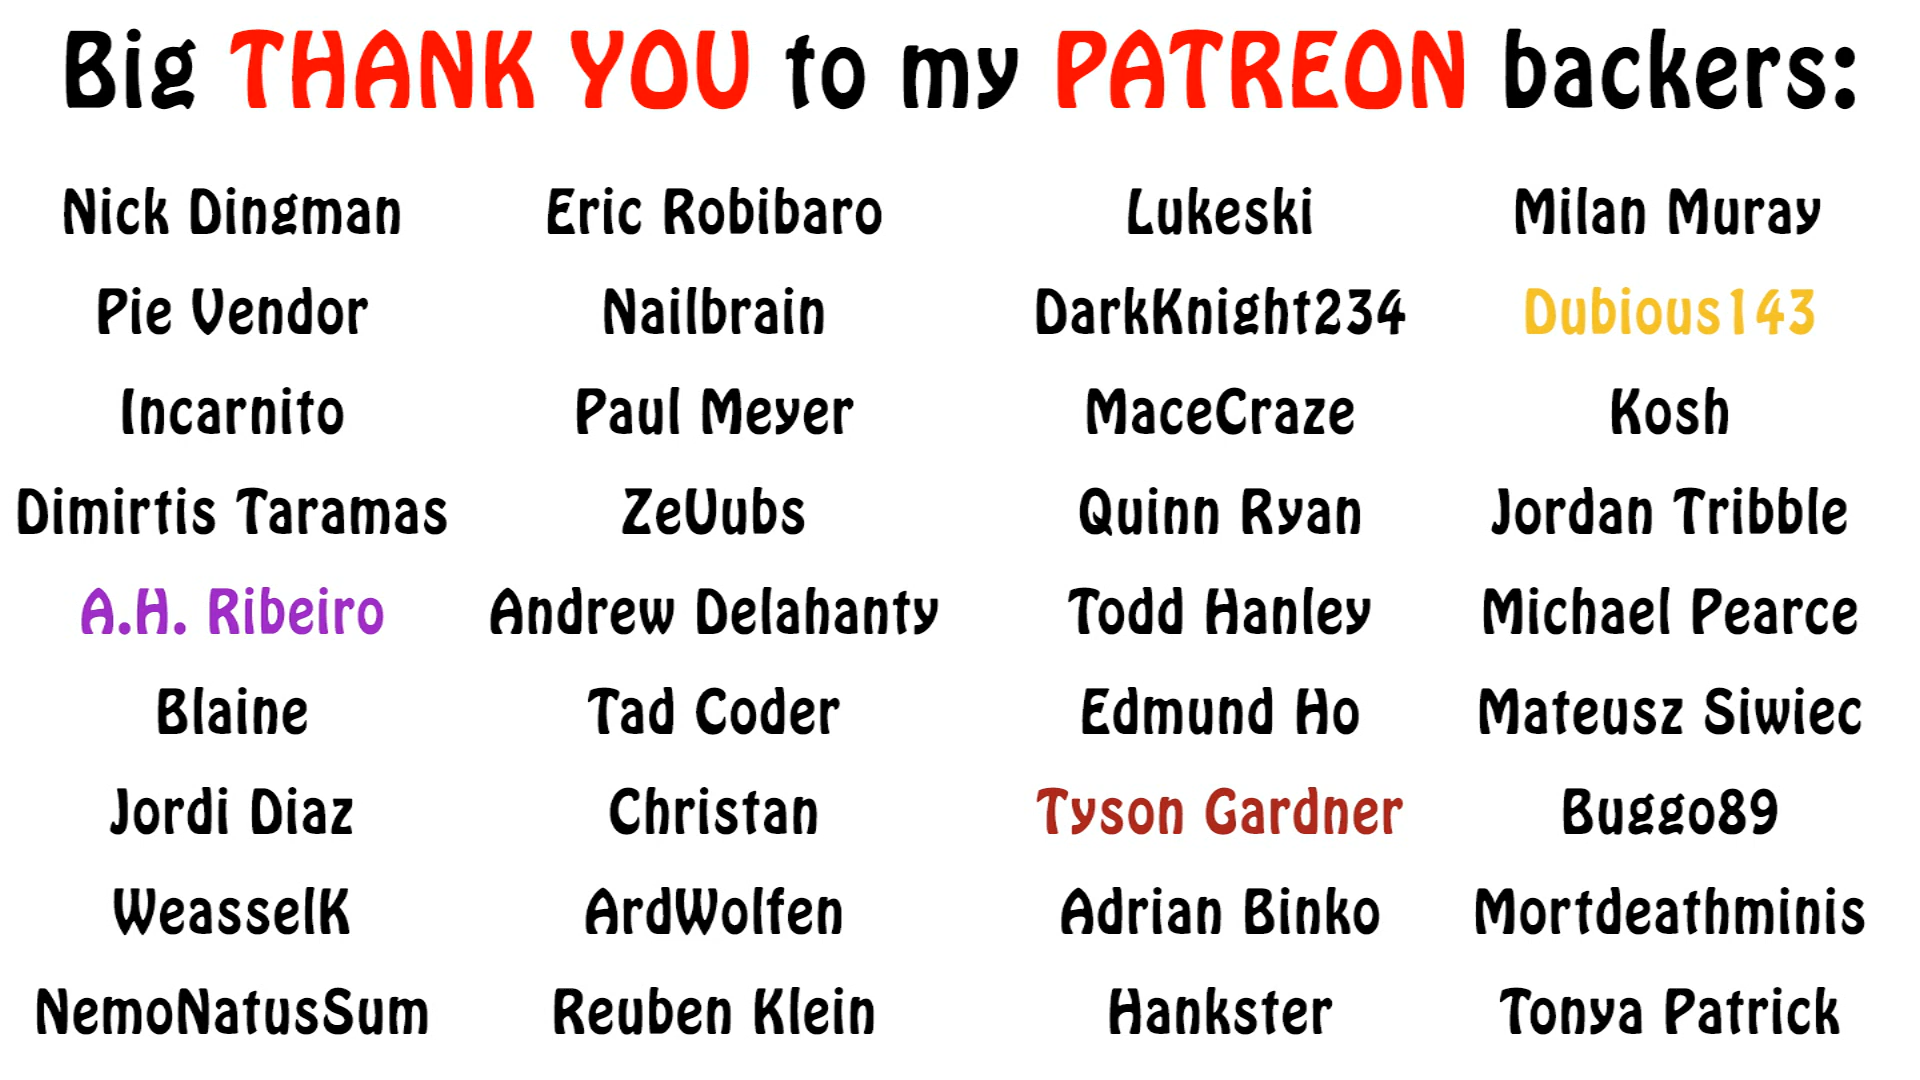 Big THANK YOU to my PATREON backers:
Nick Dingman Eric Robibaro Lukeski Milan Muray
Pie Vendor Nailbrain DarkKnight234 Dubious143
Incarnito Paul Meyer MaceCraze Kosh
Dimirtis Taramas ZeUubs Quinn Ryan Jordan Tribble
A.H. Ribeiro Andrew Delahanty Todd Hanley Michael Pearce
Blaine Tad Coder Edmund Ho Mateusz Siwiec
Jordi Diaz Christan Tyson Gardner Buggo89
WeasselK ArdWolfen Adrian Binko Mortdeathminis
NemoNatusSum Reuben Klein Hankster Tonya Patrick